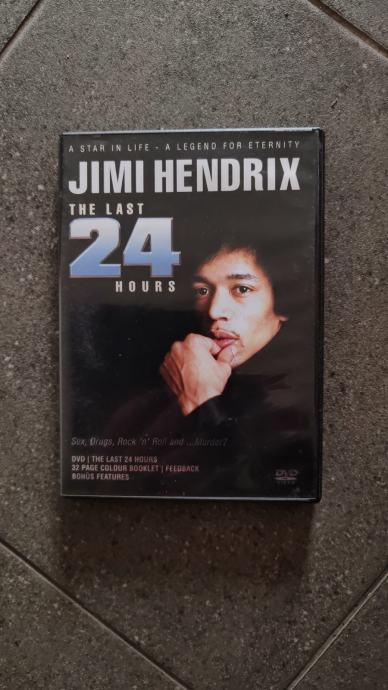 A STAR IN LIFE - A LEGEND FOR ETERNITY
JIMI HENDRIX
THE LAST
24
HOURS
Sex, Drugs, Rock 'n' Roll and ...Murder?
DVD | THE LAST 24 HOURS
32 PAGE COLOUR BOOKLET | FEEDBACK
BONUS FEATURES
DVD
VIDEO